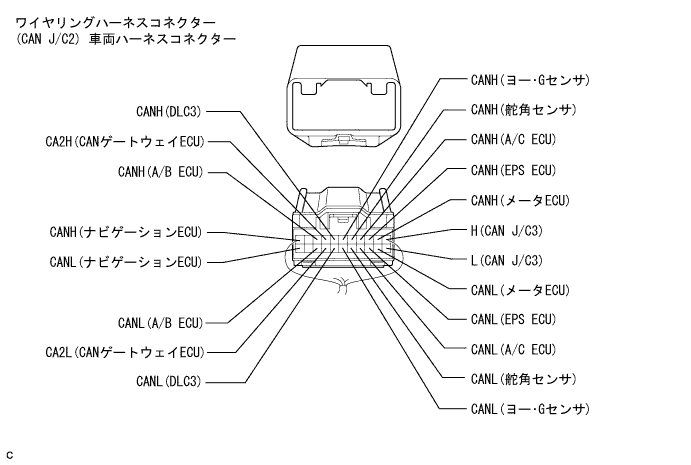 ワイヤリングハーネスコネクター
(CAN J/C2) 車両ハーネスコネクター
CANH(DLC3)
CA2H(CANゲートウェイECU)
CANH(A/B ECU)
CANH(ナビゲーションECU)
CANL(ナビゲーションECU)
CANL(A/B ECU)
CA2L(CANゲートウェイECU)
CANL(DLC3)
CANH(ヨー・Gセンサ)
CANH(舵角センサ)
CANH(A/C ECU)
CANH(EPS ECU)
CANH(メータECU)
H(CAN J/C3)
L(CAN J/C3)
CANL(メータECU)
CANL(EPS ECU)
CANL(A/C ECU)
CANL(舵角センサ)
CANL(ヨー・Gセンサ)
C